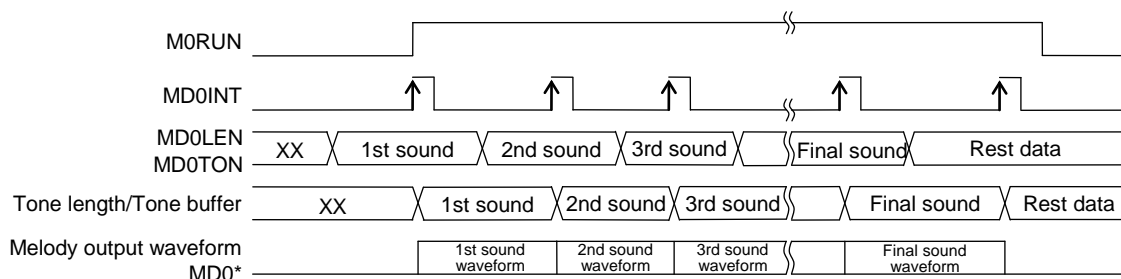 M0RUN
MD0INT
MD0LEN
MD0TON
XX 1st sound 2nd sound 3rd sound Final sound Rest data
Tone length/Tone buffer
XX 1st sound 2nd sound 3rd sound Final sound Rest data
Melody output waveform
MD0*
1st sound waveform
2nd sound waveform
3rd sound waveform
Final sound waveform